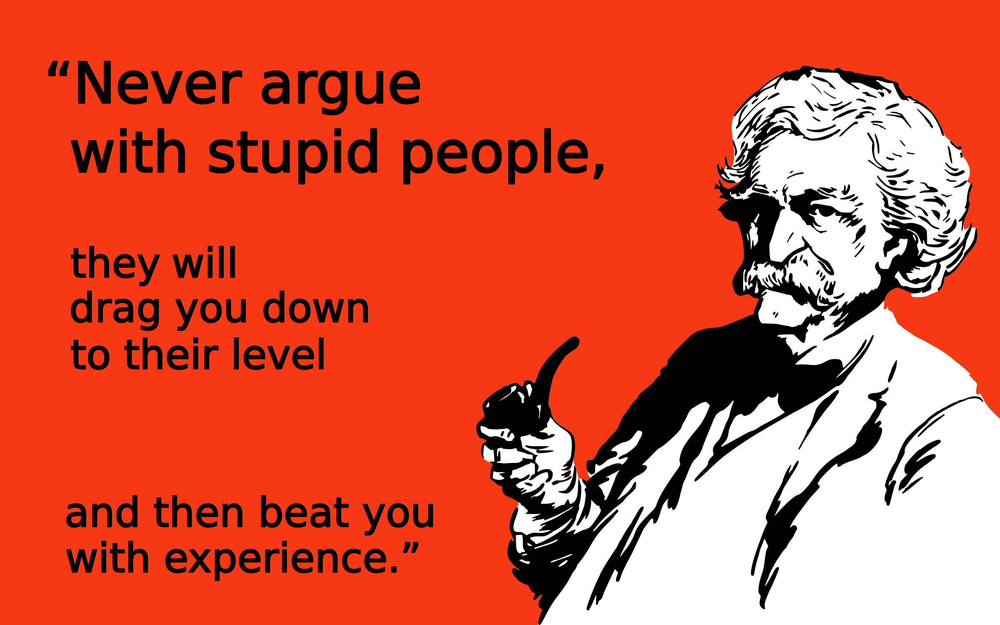 “Never argue
with stupid people,
they will
drag you down
to their level
and then beat you
with experience.”